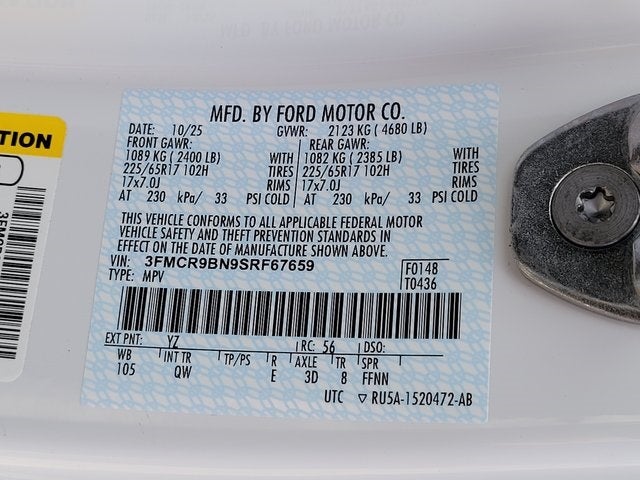 MFD. BY FORD MOTOR CO.
DATE: 10/25 GVWR: 2123 KG ( 4680 LB)
FRONT GAWR: REAR GAWR:
1089 KG ( 2400 LB) WITH 1082 KG ( 2385 LB) WITH
225/65R17 102H TIRES 225/65R17 102H TIRES
17x7.0J RIMS 17x7.0J RIMS
AT 230 kPa/ 33 PSI COLD AT 230 kPa/ 33 PSI COLD
THIS VEHICLE CONFORMS TO ALL APPLICABLE FEDERAL MOTOR
VEHICLE SAFETY AND THEFT PREVENTION STANDARDS IN
EFFECT ON THE DATE OF MANUFACTURE SHOWN ABOVE.
VIN: 3FMCR9BN9SRF67659
TYPE: MPV
F0148
T0436
EXT PNT: YZ RC: 56 DSO:
WB INT TR TP/PS R AXLE TR SPR
105 QW E 3D 8 FFNN
UTC ▽ RU5A-1520472-AB
TION